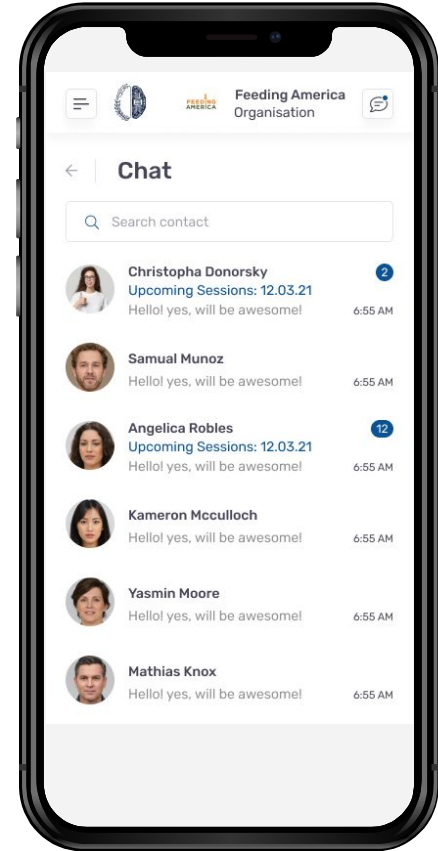 FEEDING
AMERICA
Feeding America
Organisation
Chat
Search contact
Christopha Donorsky
2
Upcoming Sessions: 12.03.21
Hello! yes, will be awesome!
6:55 AM
Samual Munoz
Hello! yes, will be awesome!
6:55 AM
Angelica Robles
12
Upcoming Sessions: 12.03.21
Hello! yes, will be awesome!
6:55 AM
Kameron Mcculloch
Hello! yes, will be awesome!
6:55 AM
Yasmin Moore
Hello! yes, will be awesome!
6:55 AM
Mathias Knox
Hello! yes, will be awesome!
6:55 AM